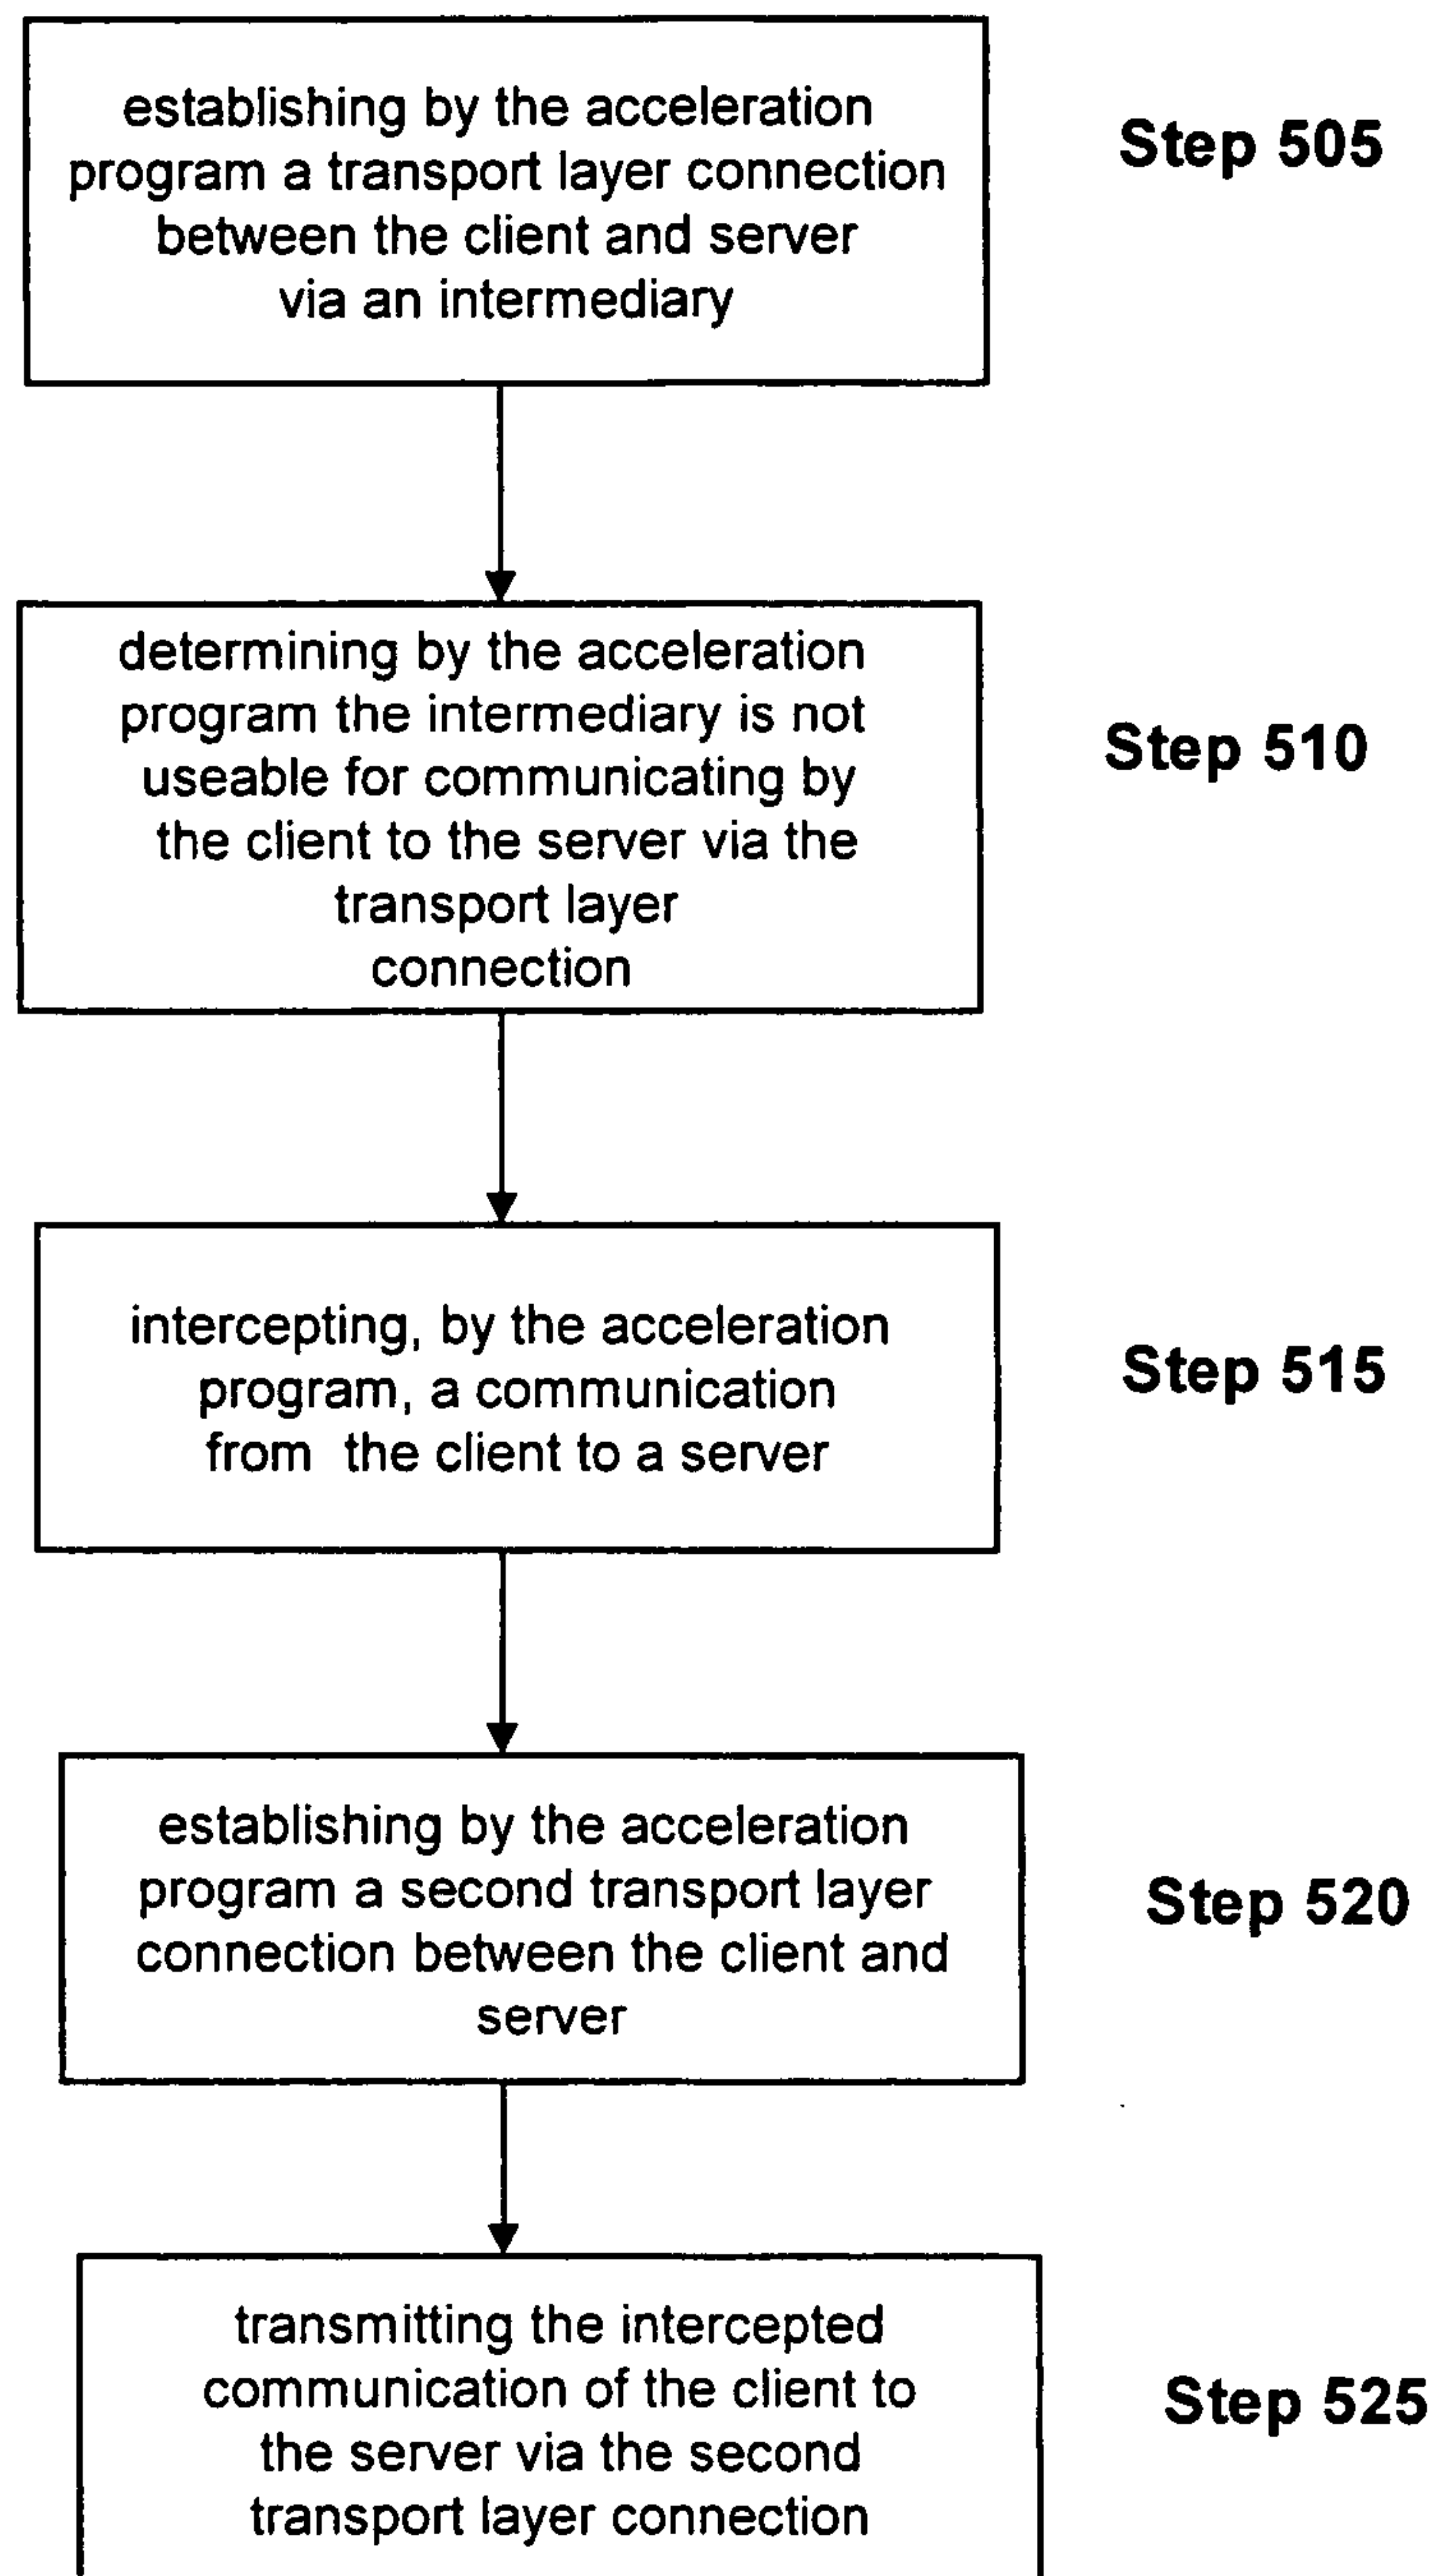 establishing by the acceleration
program a transport layer connection
between the client and server
via an intermediary
Step 505
determining by the acceleration
program the intermediary is not
useable for communicating by
the client to the server via the
transport layer
connection
Step 510
intercepting, by the acceleration
program, a communication
from the client to a server
Step 515
establishing by the acceleration
program a second transport layer
connection between the client and
server
Step 520
transmitting the intercepted
communication of the client to
the server via the second
transport layer connection
Step 525